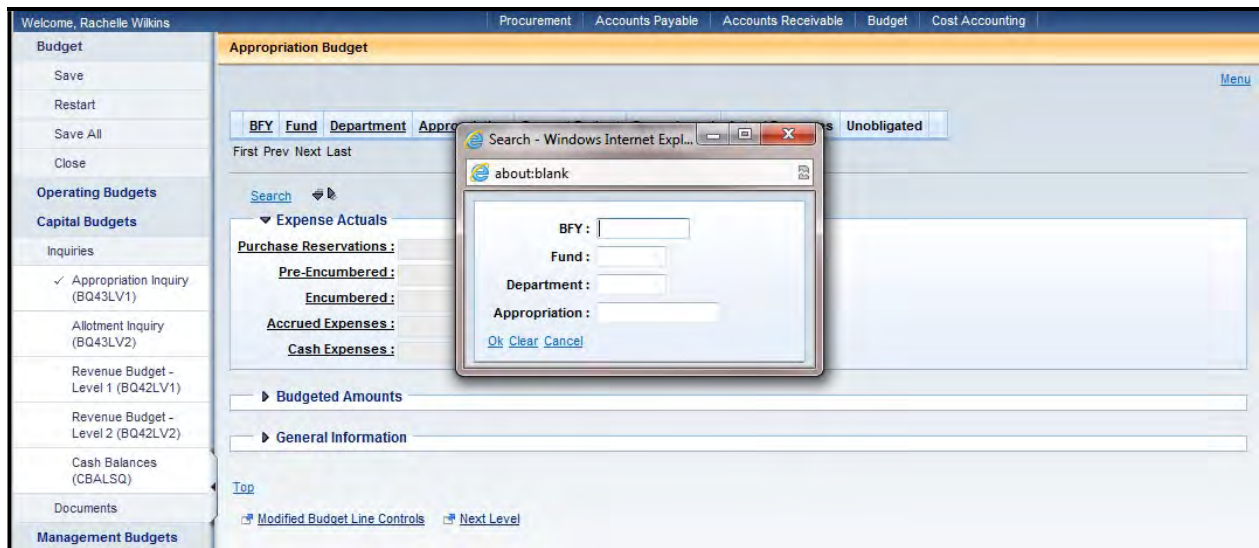 Welcome, Rachelle Wilkins
Procurement Accounts Payable Accounts Receivable Budget Cost Accounting
Budget
Save
Restart
Save All
Close
Operating Budgets
Capital Budgets
Inquiries
Appropriation Inquiry
(BQ43LV1)
Allotment Inquiry
(BQ43LV2)
Revenue Budget -
Level 1 (BQ42LV1)
Revenue Budget -
Level 2 (BQ42LV2)
Cash Balances
(CBALSQ)
Documents
Management Budgets
Appropriation Budget
Menu
BFY Fund Department Unobligated
First Prev Next Last
Search
Expense Actuals
Purchase Reservations :
Pre-Encumbered :
Encumbered :
Accrued Expenses :
Cash Expenses :
Search - Windows Internet Expl...
about:blank
BFY :
Fund :
Department :
Appropriation :
Ok Clear Cancel
Budgeted Amounts
General Information
Top
Modified Budget Line Controls Next Level